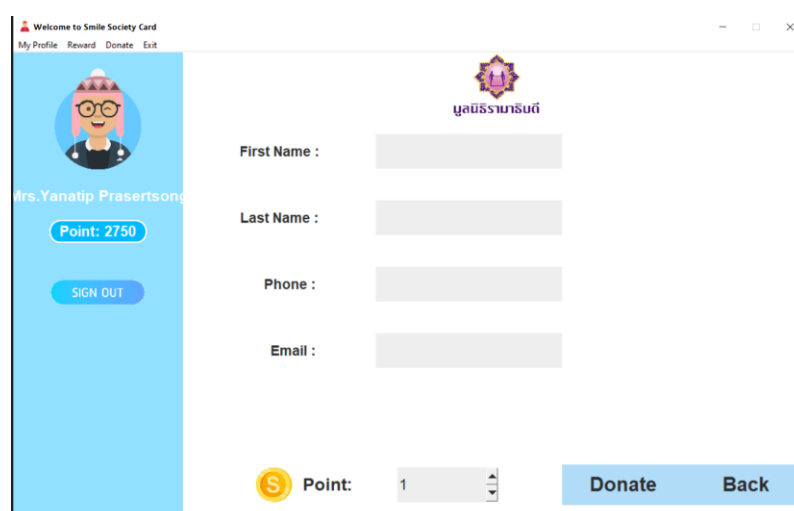 Welcome to Smile Society Card
My Profile Reward Donate Exit
มูลนิธิรามาธิบดี
Mrs.Yanatip Prasertsong
Point: 2750
SIGN OUT
First Name :
Last Name :
Phone :
Email :
S Point: 1
Donate Back